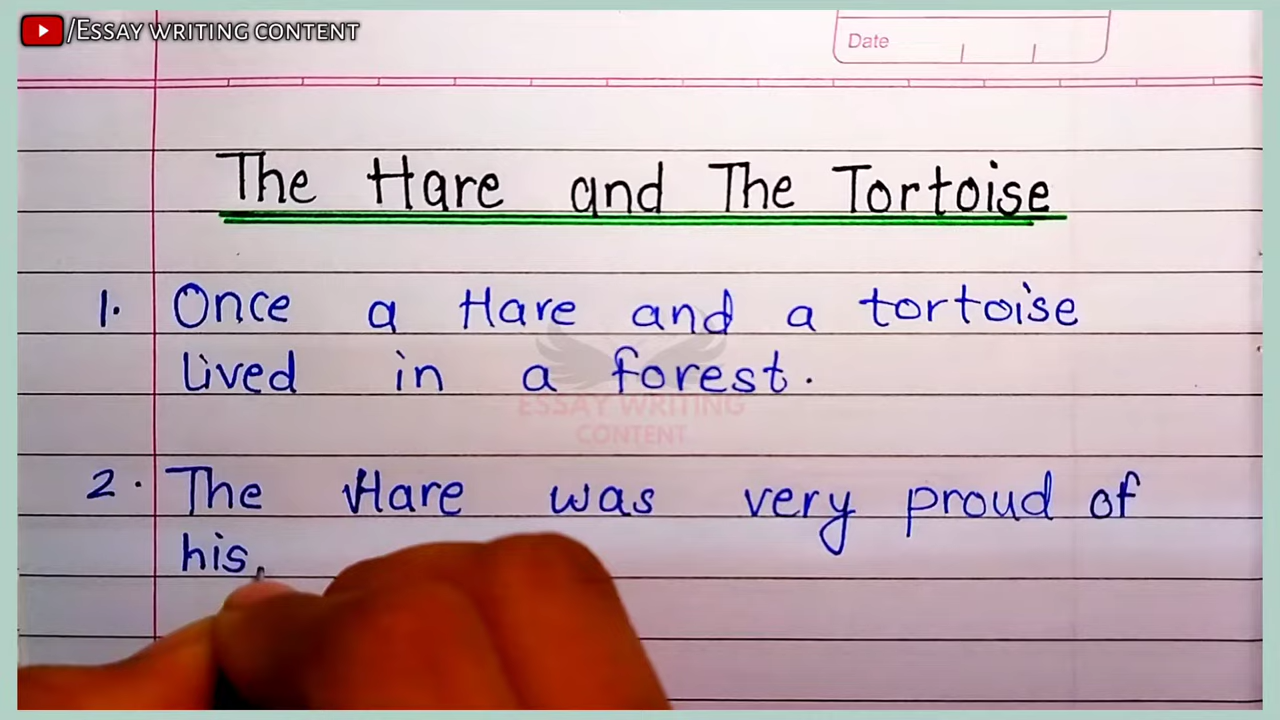 /ESSAY WRITING CONTENT
Date
The Hare and The Tortoise
1. Once a Hare and a tortoise
lived in a forest.
ESSAY WRITING
CONTENT
2. The Hare was very proud of
his